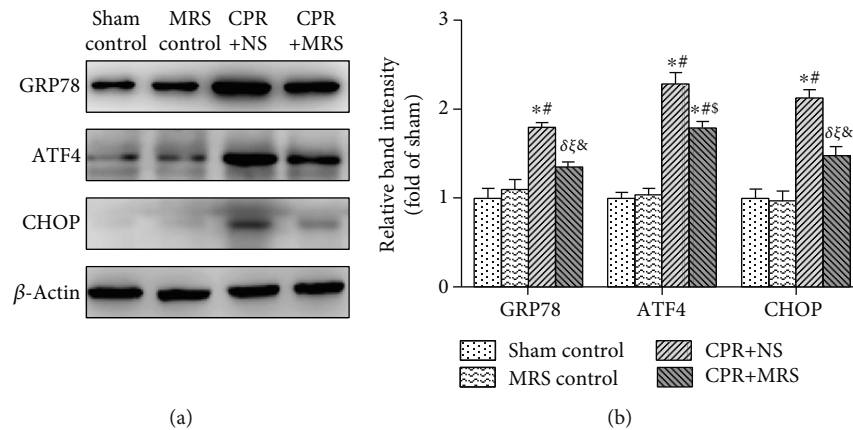 Sham control
MRS control
CPR +NS
CPR +MRS
GRP78
ATF4
CHOP
β-Actin
(a)
Relative band intensity
(fold of sham)
3
2
1
0
*#
δξ&
*#
*#$
*#
δξ&
GRP78
ATF4
CHOP
Sham control
MRS control
CPR+NS
CPR+MRS
(b)